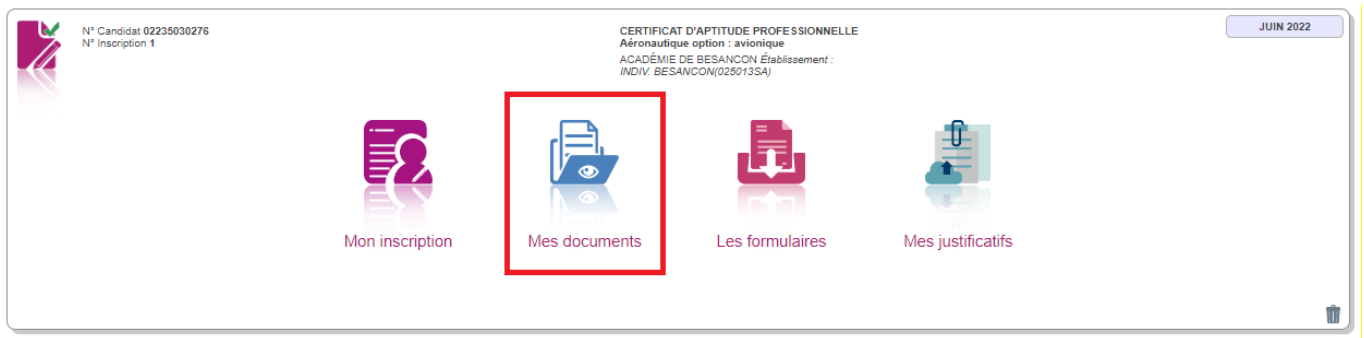 N° Candidat 02235030276
N° Inscription 1
CERTIFICAT D'APTITUDE PROFESSIONNELLE
Aéronautique option : avionique
ACADÉMIE DE BESANCON Établissement :
INDIV. BESANCON(025013SA)
JUIN 2022
Mon inscription
Mes documents
Les formulaires
Mes justificatifs